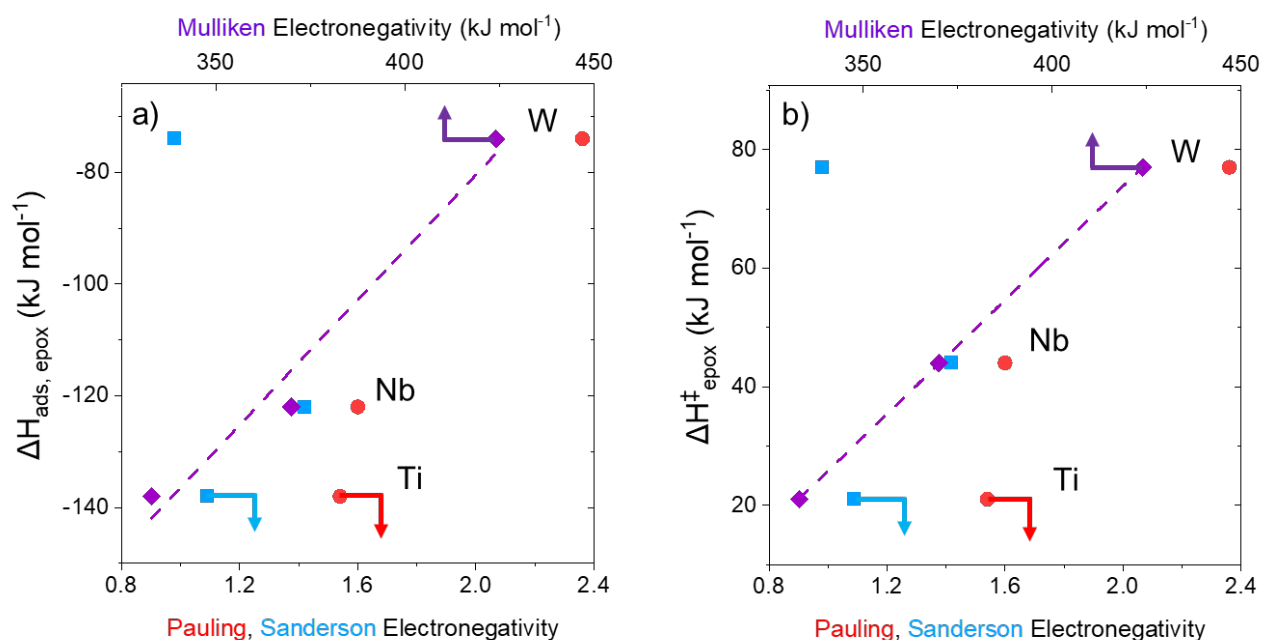 Mulliken Electronegativity (kJ mol⁻¹)
350 400 450
a)
W
-80
-100
-120
-140
ΔH_ads, epox (kJ mol⁻¹)
Nb
Ti
0.8 1.2 1.6 2.0 2.4
Pauling, Sanderson Electronegativity
Mulliken Electronegativity (kJ mol⁻¹)
350 400 450
b)
W
80
60
40
20
ΔH‡_epox (kJ mol⁻¹)
Nb
Ti
0.8 1.2 1.6 2.0 2.4
Pauling, Sanderson Electronegativity